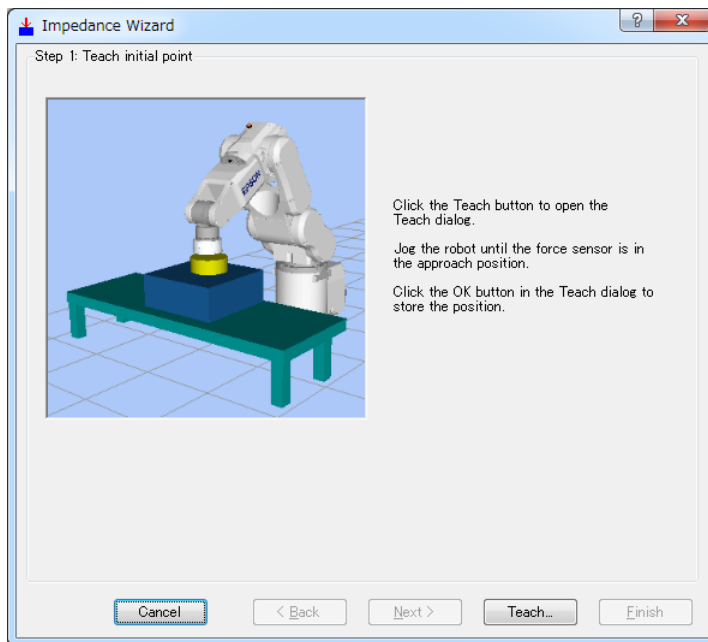 Impedance Wizard
Step 1: Teach initial point
EPSON
Click the Teach button to open the
Teach dialog.
Jog the robot until the force sensor is in
the approach position.
Click the OK button in the Teach dialog to
store the position.
Cancel
< Back
Next >
Teach...
Finish